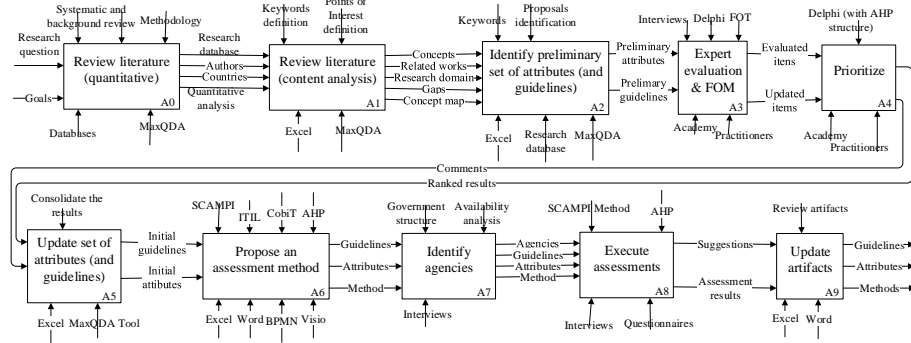 Systematic and
background review
Methodology
Keywords
definition
Points of
Interest
definition
Keywords
Proposals
identification
Interviews
Delphi
FOT
Delphi (with AHP
structure)
Research
question
Goals
Review literature
(quantitative)
A0
Databases
MaxQDA
Research
database
Authors
Countries
Quantitative
analysis
Review literature
(content analysis)
A1
Excel
MaxQDA
Concepts
Related works
Research domain
Gaps
Concept map
Identify preliminary
set of attributes (and
guidelines)
A2
Excel
Research
database
MaxQDA
Preliminary
attributes
Prelimary
guidelines
Expert
evaluation
& FOM
A3
Academy
Practitioners
Evaluated
itens
Updated
items
Prioritize
A4
Academy
Practitioners
Comments
Ranked results
Consolidate the
results
Update set of
attributes (and
guidelines)
A5
Excel
MaxQDA Tool
Initial
guidelines
Initial
attibutes
SCAMPI
ITIL
CobiT
AHP
Propose an
assessment method
A6
Excel
Word
BPMN
Visio
Guidelines
Attributes
Method
Government
structure
Availability
analysis
Identify
agencies
A7
Interviews
Agencies
Guidelines
Attributes
Method
SCAMPI Method
AHP
Execute
assessments
A8
Interviews
Questionnaires
Suggestions
Assessment
results
Review artifacts
Update
artifacts
A9
Excel
Word
Guidelines
Attributes
Methods